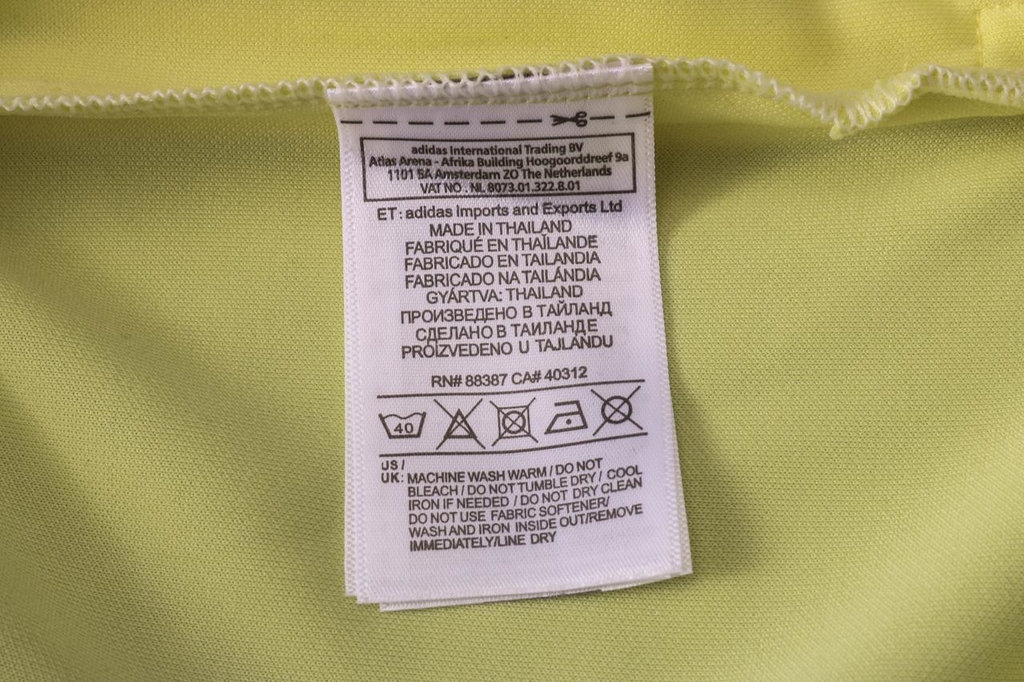 adidas International Trading BV
Atlas Arena - Afrika Building Hoogoorddreef 9a
1101 BA Amsterdam ZO The Netherlands
VAT NO . NL 8073.01.322.8.01
ET: adidas Imports and Exports Ltd
MADE IN THAILAND
FABRIQUÉ EN THAÏLANDE
FABRICADO EN TAILANDIA
FABRICADO NA TAILÂNDIA
GYÁRTVA: THAILAND
ПРОИЗВЕДЕНО В ТАЙЛАНД
СДЕЛАНО В ТАИЛАНДЕ
PROIZVEDENO U TAJLANDU
RN# 88387 CA# 40312
40
US /
UK: MACHINE WASH WARM / DO NOT
BLEACH / DO NOT TUMBLE DRY / COOL
IRON IF NEEDED / DO NOT DRY CLEAN
DO NOT USE FABRIC SOFTENER/
WASH AND IRON INSIDE OUT/REMOVE
IMMEDIATELY/LINE DRY